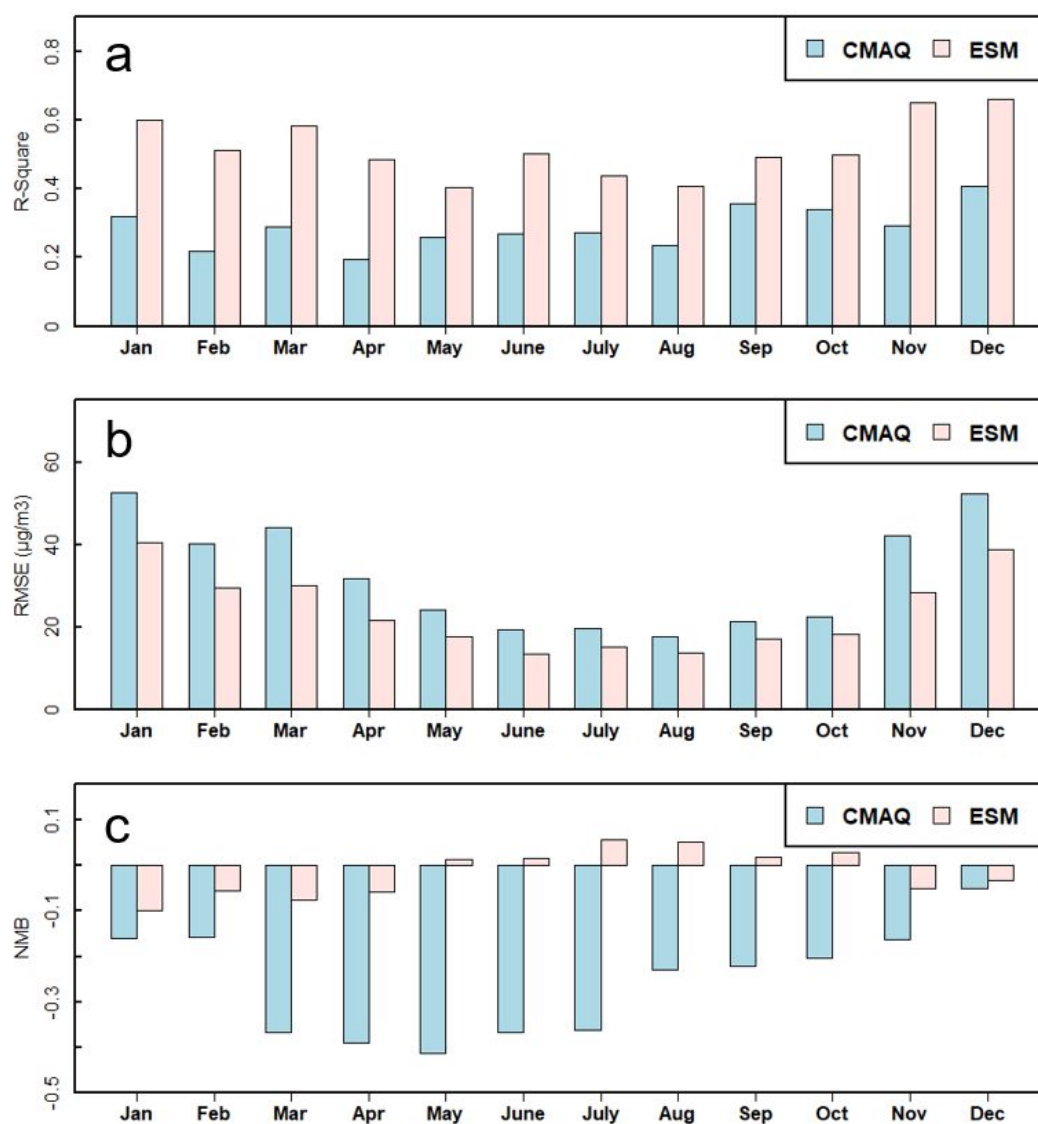 a
CMAQ ESM
R-Square
0.8
0.6
0.4
0.2
0
Jan Feb Mar Apr May June July Aug Sep Oct Nov Dec
b
CMAQ ESM
RMSE (µg/m3)
60
40
20
0
Jan Feb Mar Apr May June July Aug Sep Oct Nov Dec
c
CMAQ ESM
NMB
0.1
-0.1
-0.3
-0.5
Jan Feb Mar Apr May June July Aug Sep Oct Nov Dec